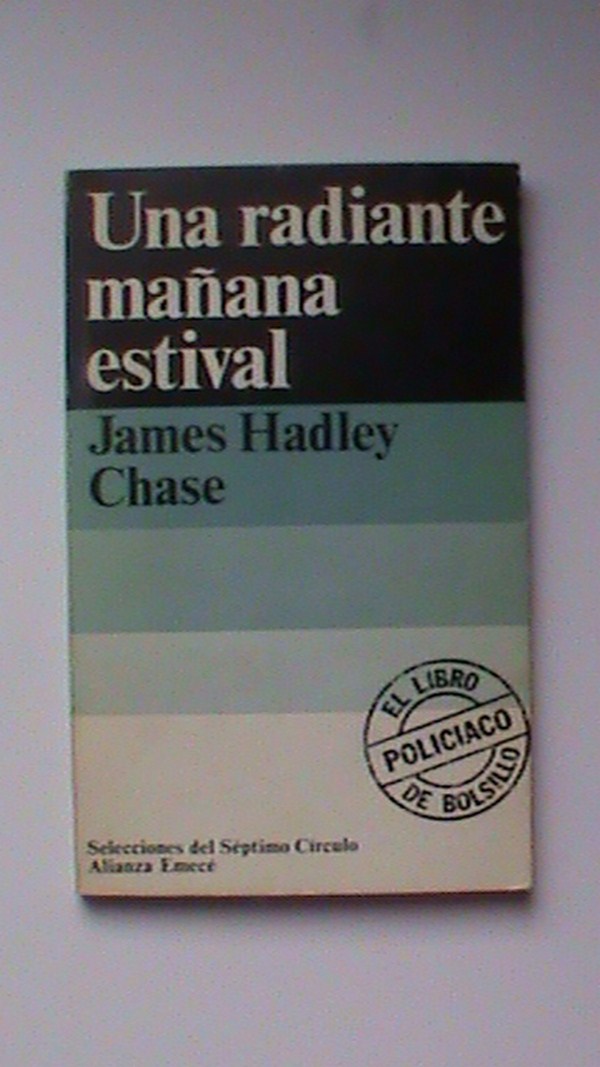 Una radiante
mañana
estival
James Hadley
Chase
EL LIBRO
POLICIACO
DE BOLSILLO
Selecciones del Séptimo Círculo
Alianza Emecé